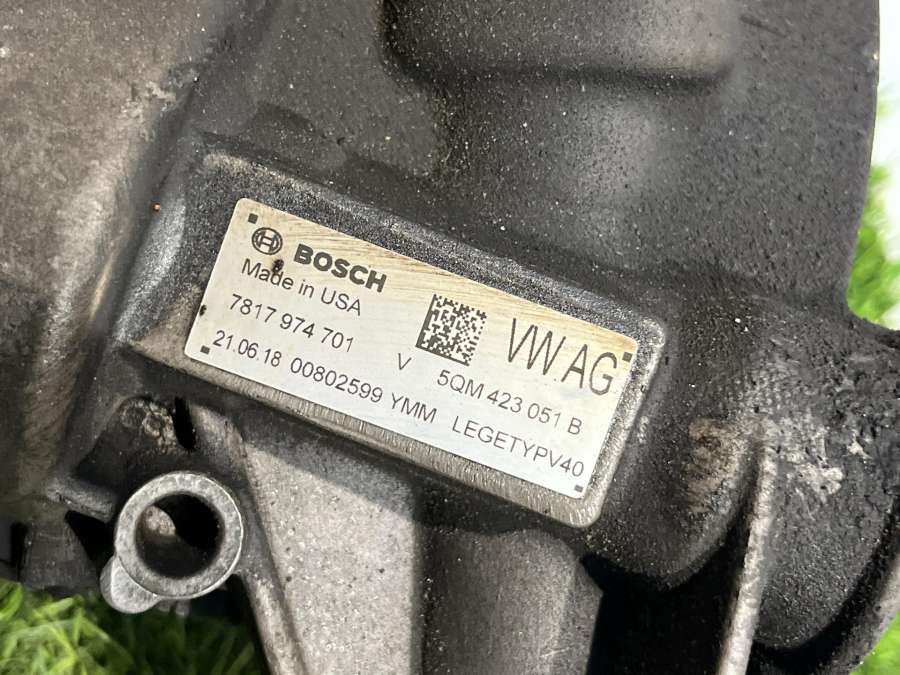 BOSCH
Made in USA
7817 974 701
V 5QM 423 051 B
21.06.18 00802599 YMM LEGETYPV40
VW AG